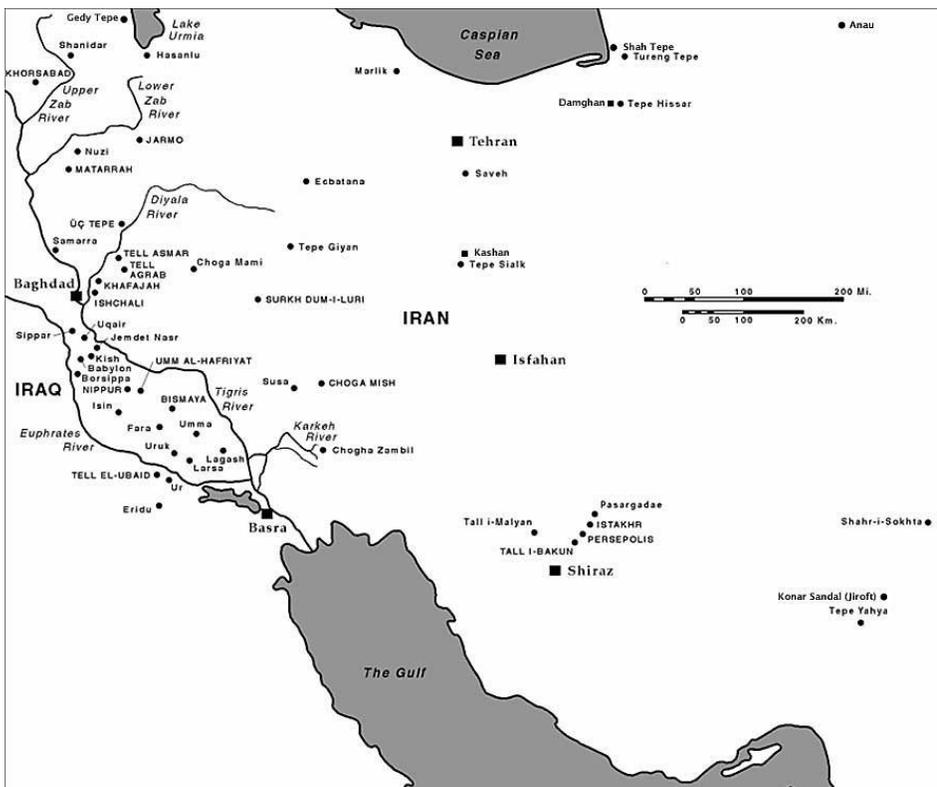 Gedy Tepe
Lake
Urmia
Shanidar
Hasanlu
KHORSABAD
Upper
Zab
River
Lower
Zab
River
Caspian
Sea
Marlik
Shah Tepe
Tureng Tepe
Anau
Damghan
Tepe Hissar
JARMO
Nuzi
MATARRAH
Tehran
Saveh
Ecbatana
Diyala
River
ÜÇ TEPE
Samarra
Tepe Giyan
Kashan
Tepe Sialk
TELL ASMAR
TELL
AGRAB
Choga Mami
KHAFAJAH
ISHCHALI
Baghdad
SURKH DUM-I-LURI
IRAN
0 50 100 200 Mi.
0 50 100 200 Km.
Sippar
Uqair
Jemdet Nasr
Kish
Babylon
Borsippa
UMM AL-HAFRIYAT
Isfahan
IRAQ
NIPPUR
Isin
BISMAYA
Tigris
River
Susa
CHOGA MISH
Fara
Umma
Euphrates
River
Uruk
Larsa
Lagash
Karkeh
River
Chogha Zambil
TELL EL-UBAID
Ur
Eridu
Basra
Pasargadae
Tall i-Malyan
ISTAKHR
PERSEPOLIS
TALL I-BAKUN
Shiraz
Shahr-i-Sokhta
Konar Sandal (Jiroft)
Tepe Yahya
The Gulf